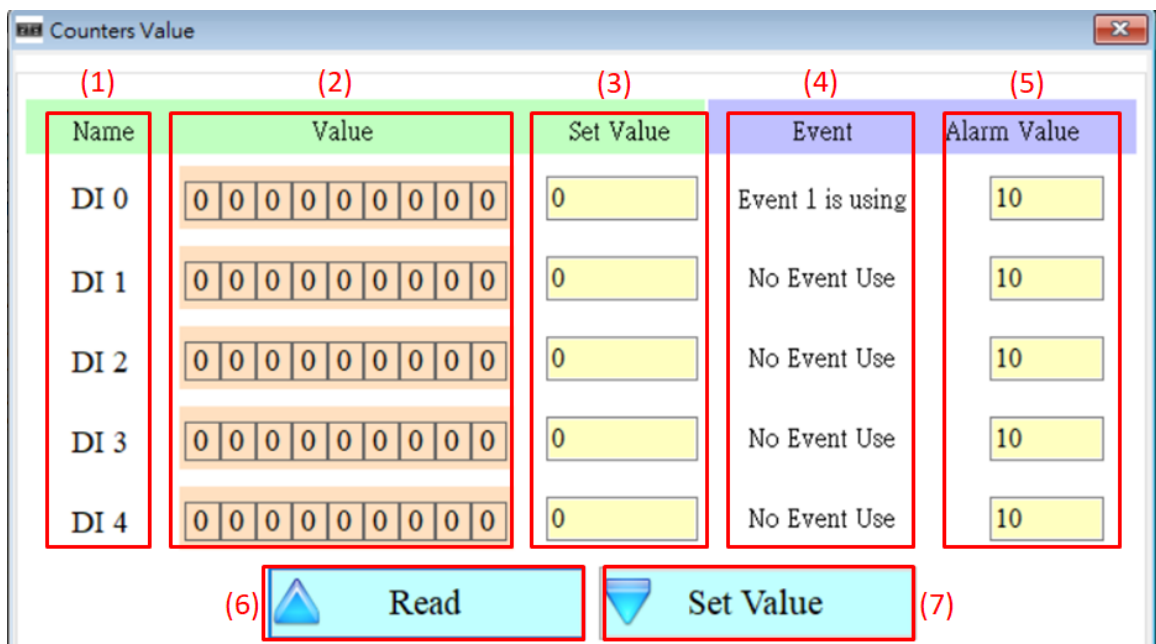 Counters Value
(1) (2) (3) (4) (5)
Name Value Set Value Event Alarm Value
DI 0 0 0 0 0 0 0 0 0 0 0 Event 1 is using 10
DI 1 0 0 0 0 0 0 0 0 0 0 No Event Use 10
DI 2 0 0 0 0 0 0 0 0 0 0 No Event Use 10
DI 3 0 0 0 0 0 0 0 0 0 0 No Event Use 10
DI 4 0 0 0 0 0 0 0 0 0 0 No Event Use 10
(6) Read Set Value (7)